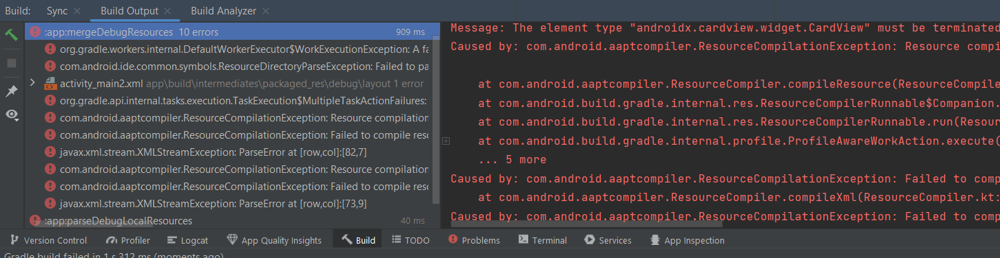 Build: Sync × Build Output × Build Analyzer ×
:app:mergeDebugResources 10 errors 909 ms
org.gradle.workers.internal.DefaultWorkerExecutor$WorkExecutionException: A fa
com.android.ide.common.symbols.ResourceDirectoryParseException: Failed to pa
activity_main2.xml app\build\intermediates\packaged_res\debug\layout 1 error
org.gradle.api.internal.tasks.execution.TaskExecution$MultipleTaskActionFailures:
com.android.aaptcompiler.ResourceCompilationException: Resource compilation
com.android.aaptcompiler.ResourceCompilationException: Failed to compile reso
javax.xml.stream.XMLStreamException: ParseError at [row,col]:[82,7]
com.android.aaptcompiler.ResourceCompilationException: Resource compilation
com.android.aaptcompiler.ResourceCompilationException: Failed to compile reso
javax.xml.stream.XMLStreamException: ParseError at [row,col]:[73,9]
:app:parseDebugLocalResources 40 ms
Message: The element type "androidx.cardview.widget.CardView" must be terminated
Caused by: com.android.aaptcompiler.ResourceCompilationException: Resource compi
at com.android.aaptcompiler.ResourceCompiler.compileResource(ResourceCompile
at com.android.build.gradle.internal.res.ResourceCompilerRunnable$Companion.
at com.android.build.gradle.internal.res.ResourceCompilerRunnable.run(Resour
at com.android.build.gradle.internal.profile.ProfileAwareWorkAction.execute(
... 5 more
Caused by: com.android.aaptcompiler.ResourceCompilationException: Failed to comp
at com.android.aaptcompiler.ResourceCompiler.compileXml(ResourceCompiler.kt:
Caused by: com.android.aaptcompiler.ResourceCompilationException: Failed to comp
Version Control Profiler Logcat App Quality Insights Build TODO Problems Terminal Services App Inspection
Gradle build failed in 1 s 312 ms (moments ago)